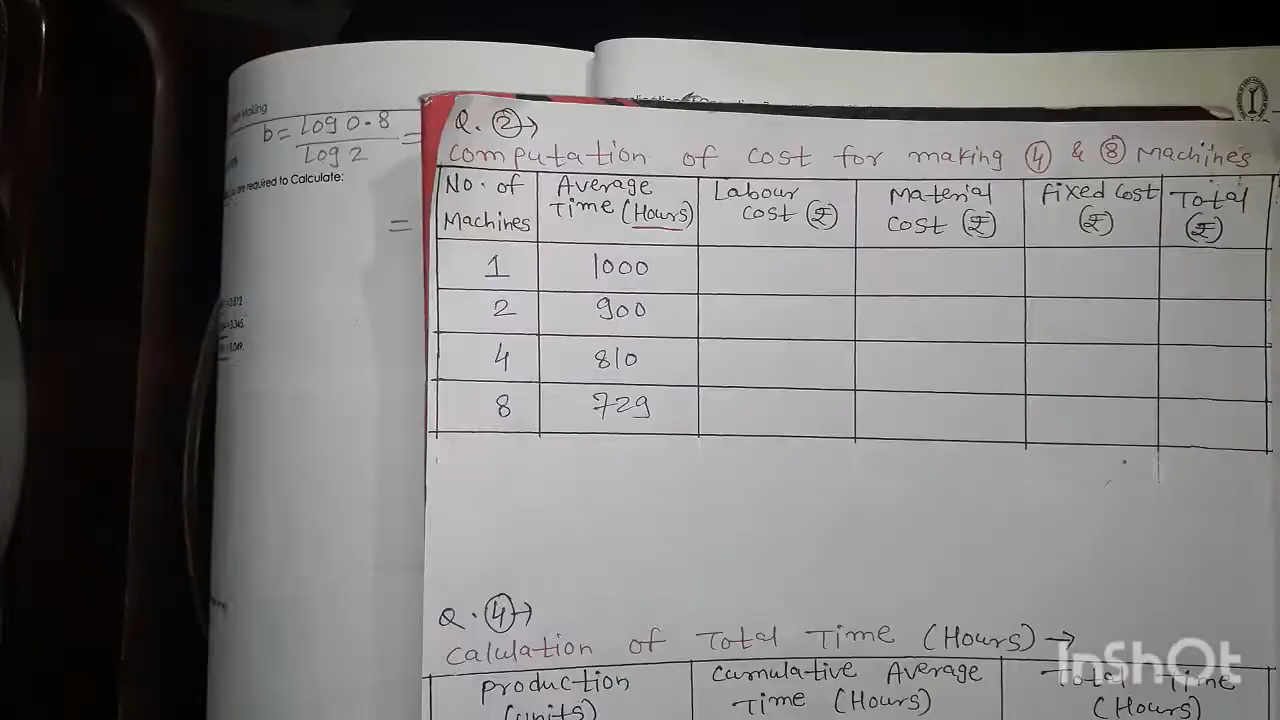 Making
b = Log 0.8 / Log 2 =
are required to Calculate:
=
Q. ② →
Computation of cost for making ④ & ⑧ Machines
No. of Machines | Average Time (Hours) | Labour Cost (₹) | Material Cost (₹) | Fixed Cost (₹) | Total (₹)
1 | 1000
2 | 900
4 | 810
8 | 729
Q. ④ →
Calulation of Total Time (Hours) →
Production (units) | Cumulative Average Time (Hours) | Total Time (Hours)
InShOt